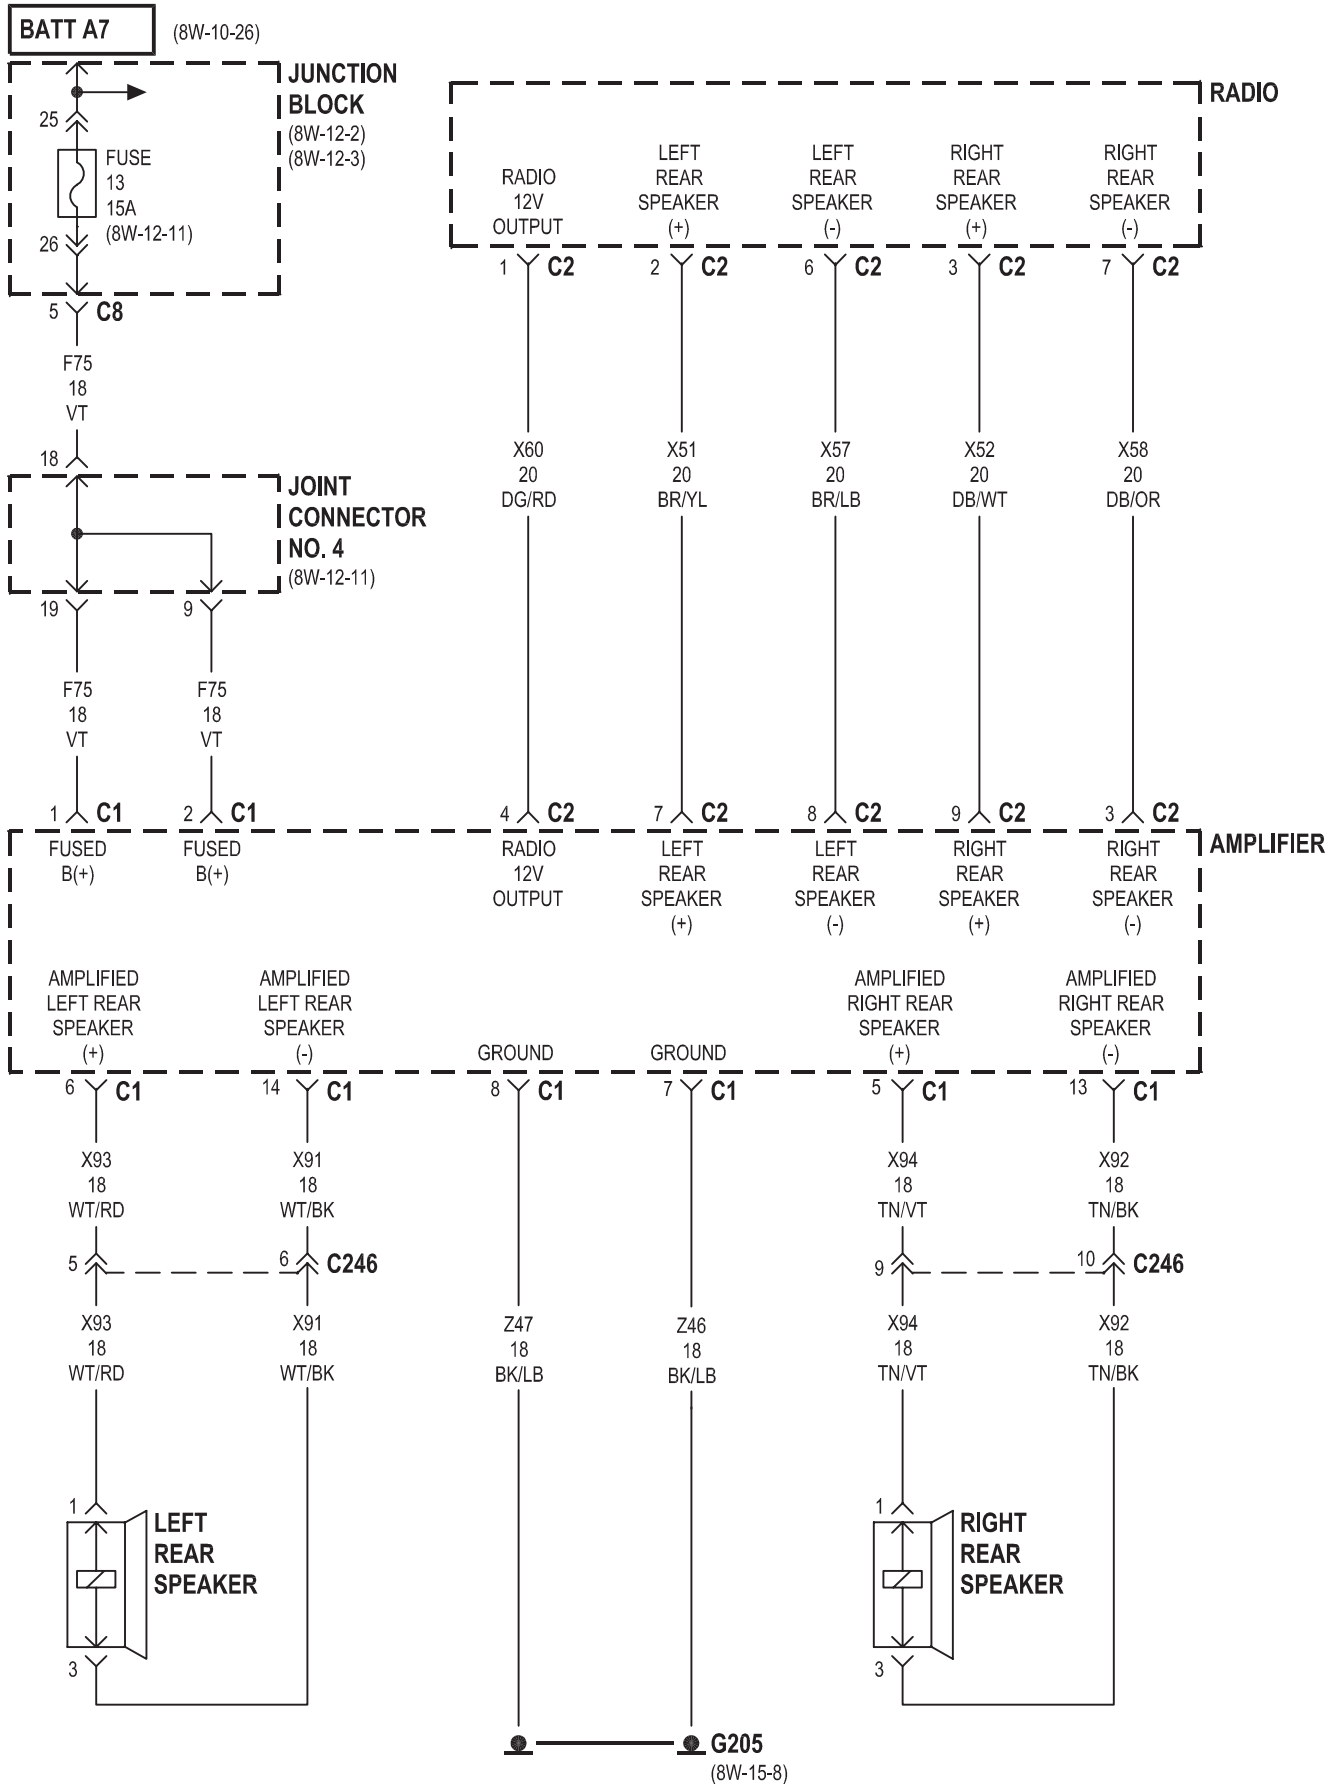 BATT A7
(8W-10-26)
JUNCTION
BLOCK
(8W-12-2)
(8W-12-3)
25
FUSE
13
15A
(8W-12-11)
26
5
C8
F75
18
VT
18
JOINT
CONNECTOR
NO. 4
(8W-12-11)
19
9
F75
18
VT
F75
18
VT
1
C1
2
C1
RADIO
RADIO
12V
OUTPUT
LEFT
REAR
SPEAKER
(+)
LEFT
REAR
SPEAKER
(-)
RIGHT
REAR
SPEAKER
(+)
RIGHT
REAR
SPEAKER
(-)
1
C2
2
C2
6
C2
3
C2
7
C2
X60
20
DG/RD
X51
20
BR/YL
X57
20
BR/LB
X52
20
DB/WT
X58
20
DB/OR
4
C2
7
C2
8
C2
9
C2
3
C2
AMPLIFIER
FUSED
B(+)
FUSED
B(+)
RADIO
12V
OUTPUT
LEFT
REAR
SPEAKER
(+)
LEFT
REAR
SPEAKER
(-)
RIGHT
REAR
SPEAKER
(+)
RIGHT
REAR
SPEAKER
(-)
AMPLIFIED
LEFT REAR
SPEAKER
(+)
AMPLIFIED
LEFT REAR
SPEAKER
(-)
GROUND
GROUND
AMPLIFIED
RIGHT REAR
SPEAKER
(+)
AMPLIFIED
RIGHT REAR
SPEAKER
(-)
6
C1
14
C1
8
C1
7
C1
5
C1
13
C1
X93
18
WT/RD
X91
18
WT/BK
X94
18
TN/VT
X92
18
TN/BK
5
6
C246
9
10
C246
X93
18
WT/RD
X91
18
WT/BK
Z47
18
BK/LB
Z46
18
BK/LB
X94
18
TN/VT
X92
18
TN/BK
1
LEFT
REAR
SPEAKER
3
1
RIGHT
REAR
SPEAKER
3
G205
(8W-15-8)